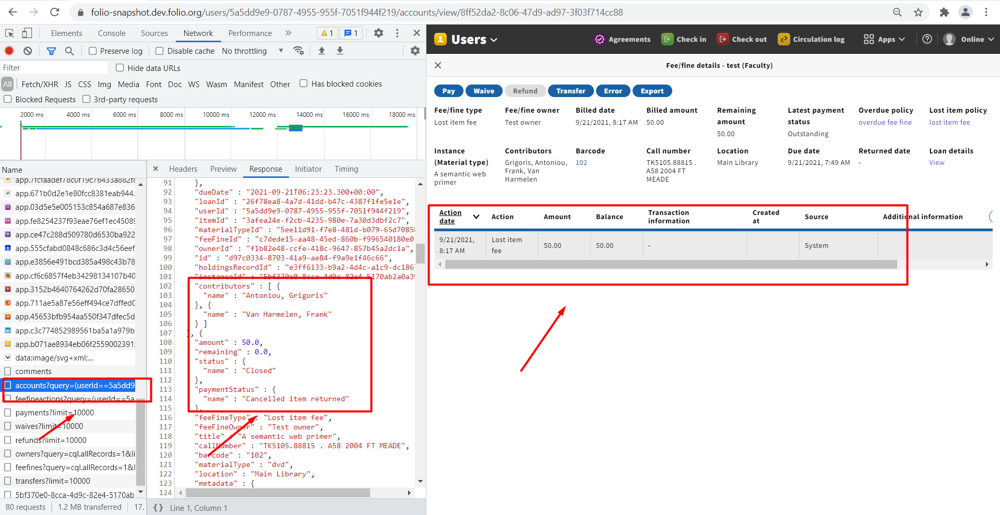 folio-snapshot.dev.folio.org/users/5a5dd9e9-0787-4955-955f-7051f944f219/accounts/view/8ff52da2-8c06-47d9-ad97-3f03f714cc88
Elements Console Sources Network Performance 1 1
Preserve log Disable cache No throttling
Filter Hide data URLs
All Fetch/XHR JS CSS Img Media Font Doc WS Wasm Manifest Other Has blocked cookies
Blocked Requests 3rd-party requests
2000 ms 4000 ms 6000 ms 8000 ms 10000 ms 12000 ms 14000 ms 16000 ms 18000 ms
Name
app.7fcfaadef78c0f19c76433a882f8
app.671b0d2e1e80fcc8381eab944.
app.03d5e5e005153c854a687e836
app.fe8254237f93eae76ef1ec45089
app.ce47c288d509780d6530ba922
app.555cfabd0848c686c3d4c56eef
app.e3856e491bcd385a498c43b78
app.cf6c6857f4eb34298134107b40
app.3152b4640764262d70fa28650
app.711ae5a87e56eff494ce7dffed0
app.45653bfb954aa550f347dfec5d
app.c3c774852989561ba5a1a979b
app.b071ae8934eb06f2559002391.
data:image/svg+xml;...
comments
accounts?query=(userId==5a5dd9
feefineactions?query=(userId==5a
payments?limit=10000
waives?limit=10000
refunds?limit=10000
owners?query=cql.allRecords=1&li
feefines?query=cql.allRecords=1&l
transfers?limit=10000
5bf370e0-8cca-4d9c-82e4-5170ab
80 requests 1.2 MB transferred 17.
Headers Preview Response Initiator Timing
91 },
92 "dueDate" : "2021-09-21T06:23:23.300+00:00",
93 "loanId" : "26f78ea8-4a7d-41dd-b47c-4387f1fe5e1e",
94 "userId" : "5a5dd9e9-0787-4955-955f-7051f944f219",
95 "itemId" : "3afea24e-f2cb-4235-980e-7a30d3dbf2c7",
96 "materialTypeId" : "5ee11d91-f7e8-481d-b079-65d70858
97 "feeFineId" : "c7dede15-aa48-45ed-860b-f996540180e0
98 "ownerId" : "f1b82e48-ccfe-418c-9647-857b45a2dc1a",
99 "id" : "d97c0334-8703-41a9-ae84-f9a9e1f46c66",
100 "holdingsRecordId" : "e3ff6133-b9a2-4d4c-a1c9-dc1867
101 "instanceId" : "5bf370e0-8cca-4d9c-82e4-5170ab2a0a39
102 "contributors" : [ {
103 "name" : "Antoniou, Grigoris"
104 }, {
105 "name" : "Van Harmelen, Frank"
106 } ]
107 }, {
108 "amount" : 50.0,
109 "remaining" : 0.0,
110 "status" : {
111 "name" : "Closed"
112 },
113 "paymentStatus" : {
114 "name" : "Cancelled item returned"
115 },
116 "feeFineType" : "Lost item fee",
117 "feeFineOwner" : "Test owner",
118 "title" : "A semantic web primer",
119 "callNumber" : "TK5105.88815 . A58 2004 FT MEADE",
120 "barcode" : "102",
121 "materialType" : "dvd",
122 "location" : "Main Library",
123 "metadata" : {
124
{} Line 1, Column 1
Users Agreements Check in Check out Circulation log Apps Online
Fee/fine details - test (Faculty)
Pay Waive Refund Transfer Error Export
Fee/fine type Fee/fine owner Billed date Billed amount Remaining amount Latest payment status Overdue policy Lost item policy
Lost item fee Test owner 9/21/2021, 8:17 AM 50.00 50.00 Outstanding overdue fee fine lost item fee
Instance (Material type) Contributors Barcode Call number Location Due date Returned date Loan details
A semantic web primer Grigoris, Antoniou, Frank, Van Harmelen 102 TK5105.88815 . A58 2004 FT MEADE Main Library 9/21/2021, 7:49 AM - View
Action date Action Amount Balance Transaction information Created at Source Additional information
9/21/2021, 8:17 AM Lost item fee 50.00 50.00 - System